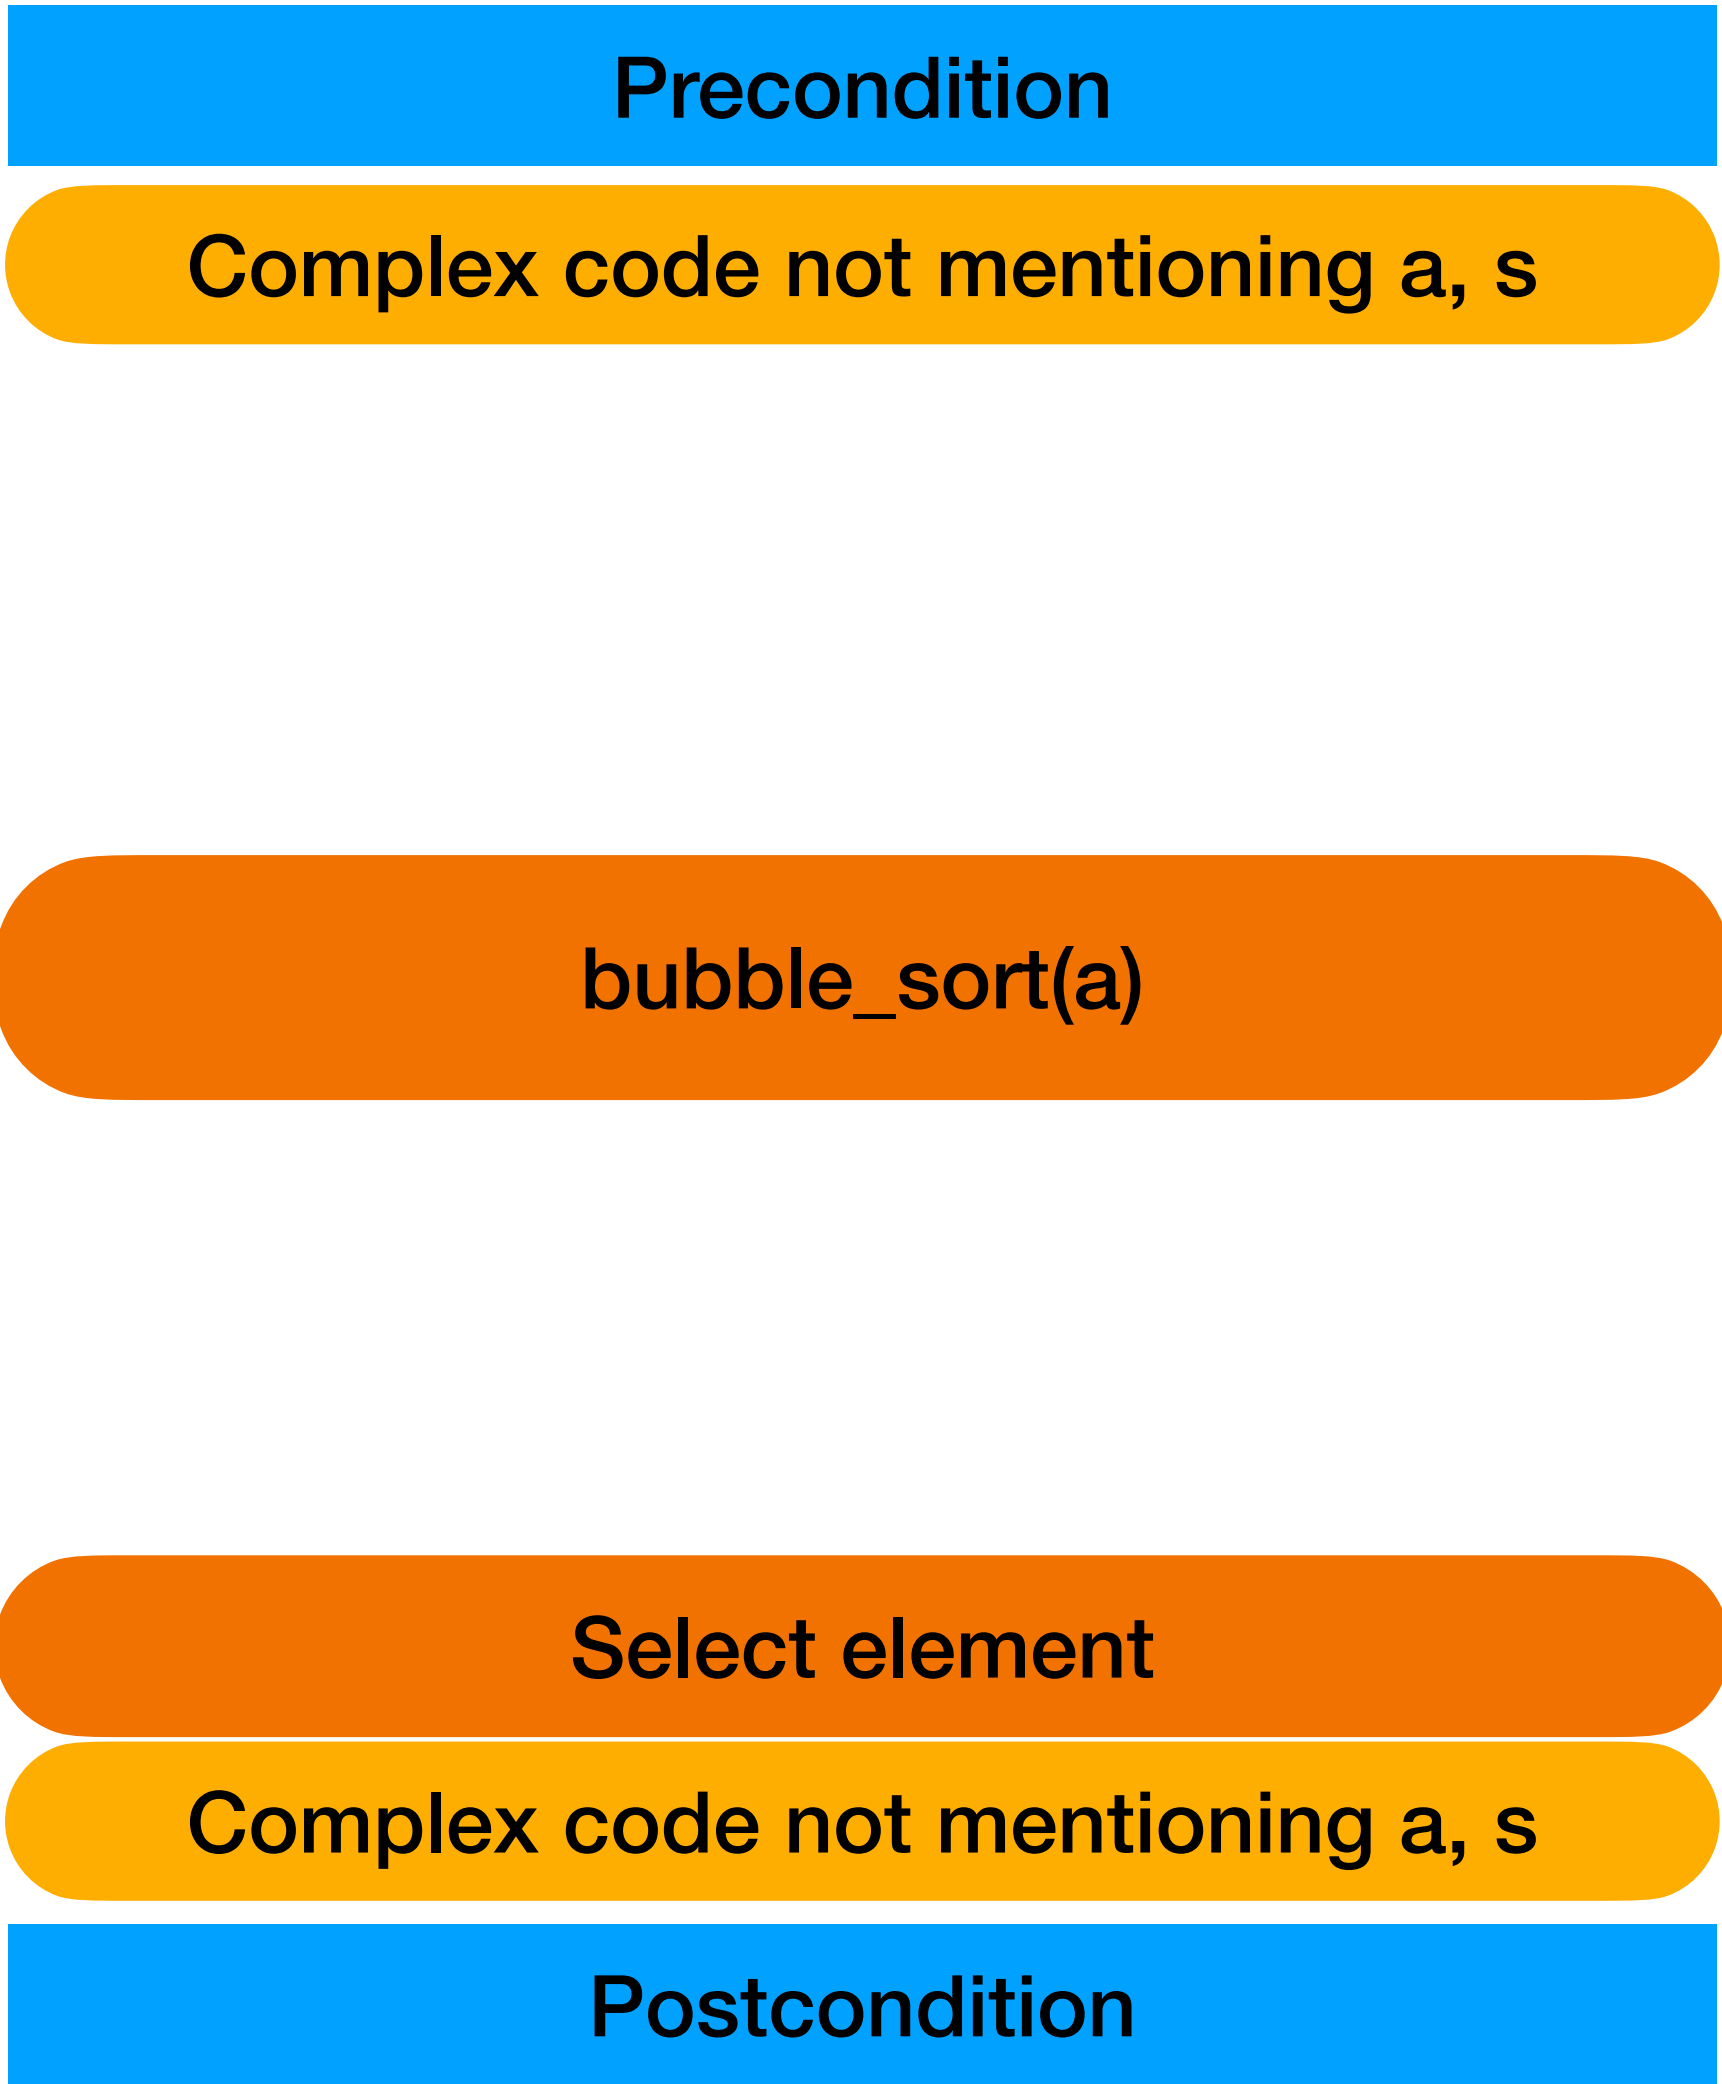 Precondition
Complex code not mentioning a, s
bubble_sort(a)
Select element
Complex code not mentioning a, s
Postcondition